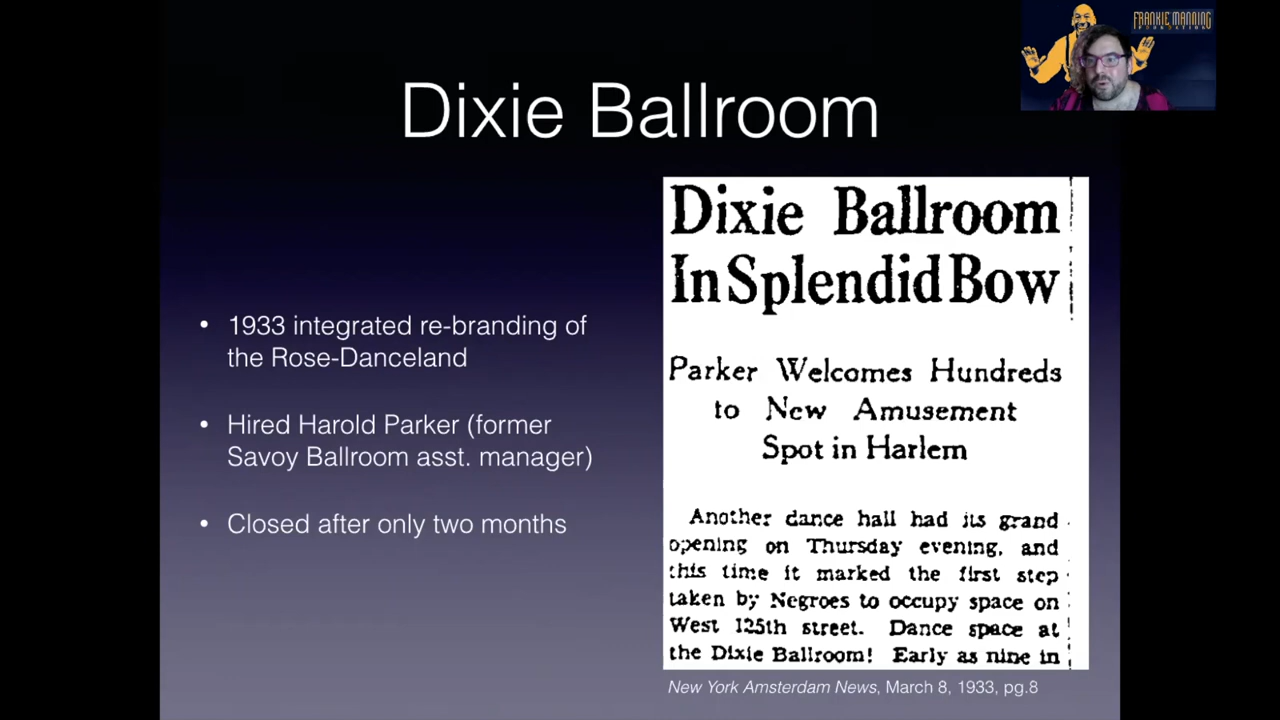 FRANKIE MANNING
FOUNDATION
Dixie Ballroom
• 1933 integrated re-branding of
the Rose-Danceland
• Hired Harold Parker (former
Savoy Ballroom asst. manager)
• Closed after only two months
Dixie Ballroom
In Splendid Bow
Parker Welcomes Hundreds
to New Amusement
Spot in Harlem
Another dance hall had its grand
opening on Thursday evening, and
this time it marked the first step
taken by Negroes to occupy space on
West 125th street. Dance space at
the Dixie Ballroom! Early as nine in
New York Amsterdam News, March 8, 1933, pg.8